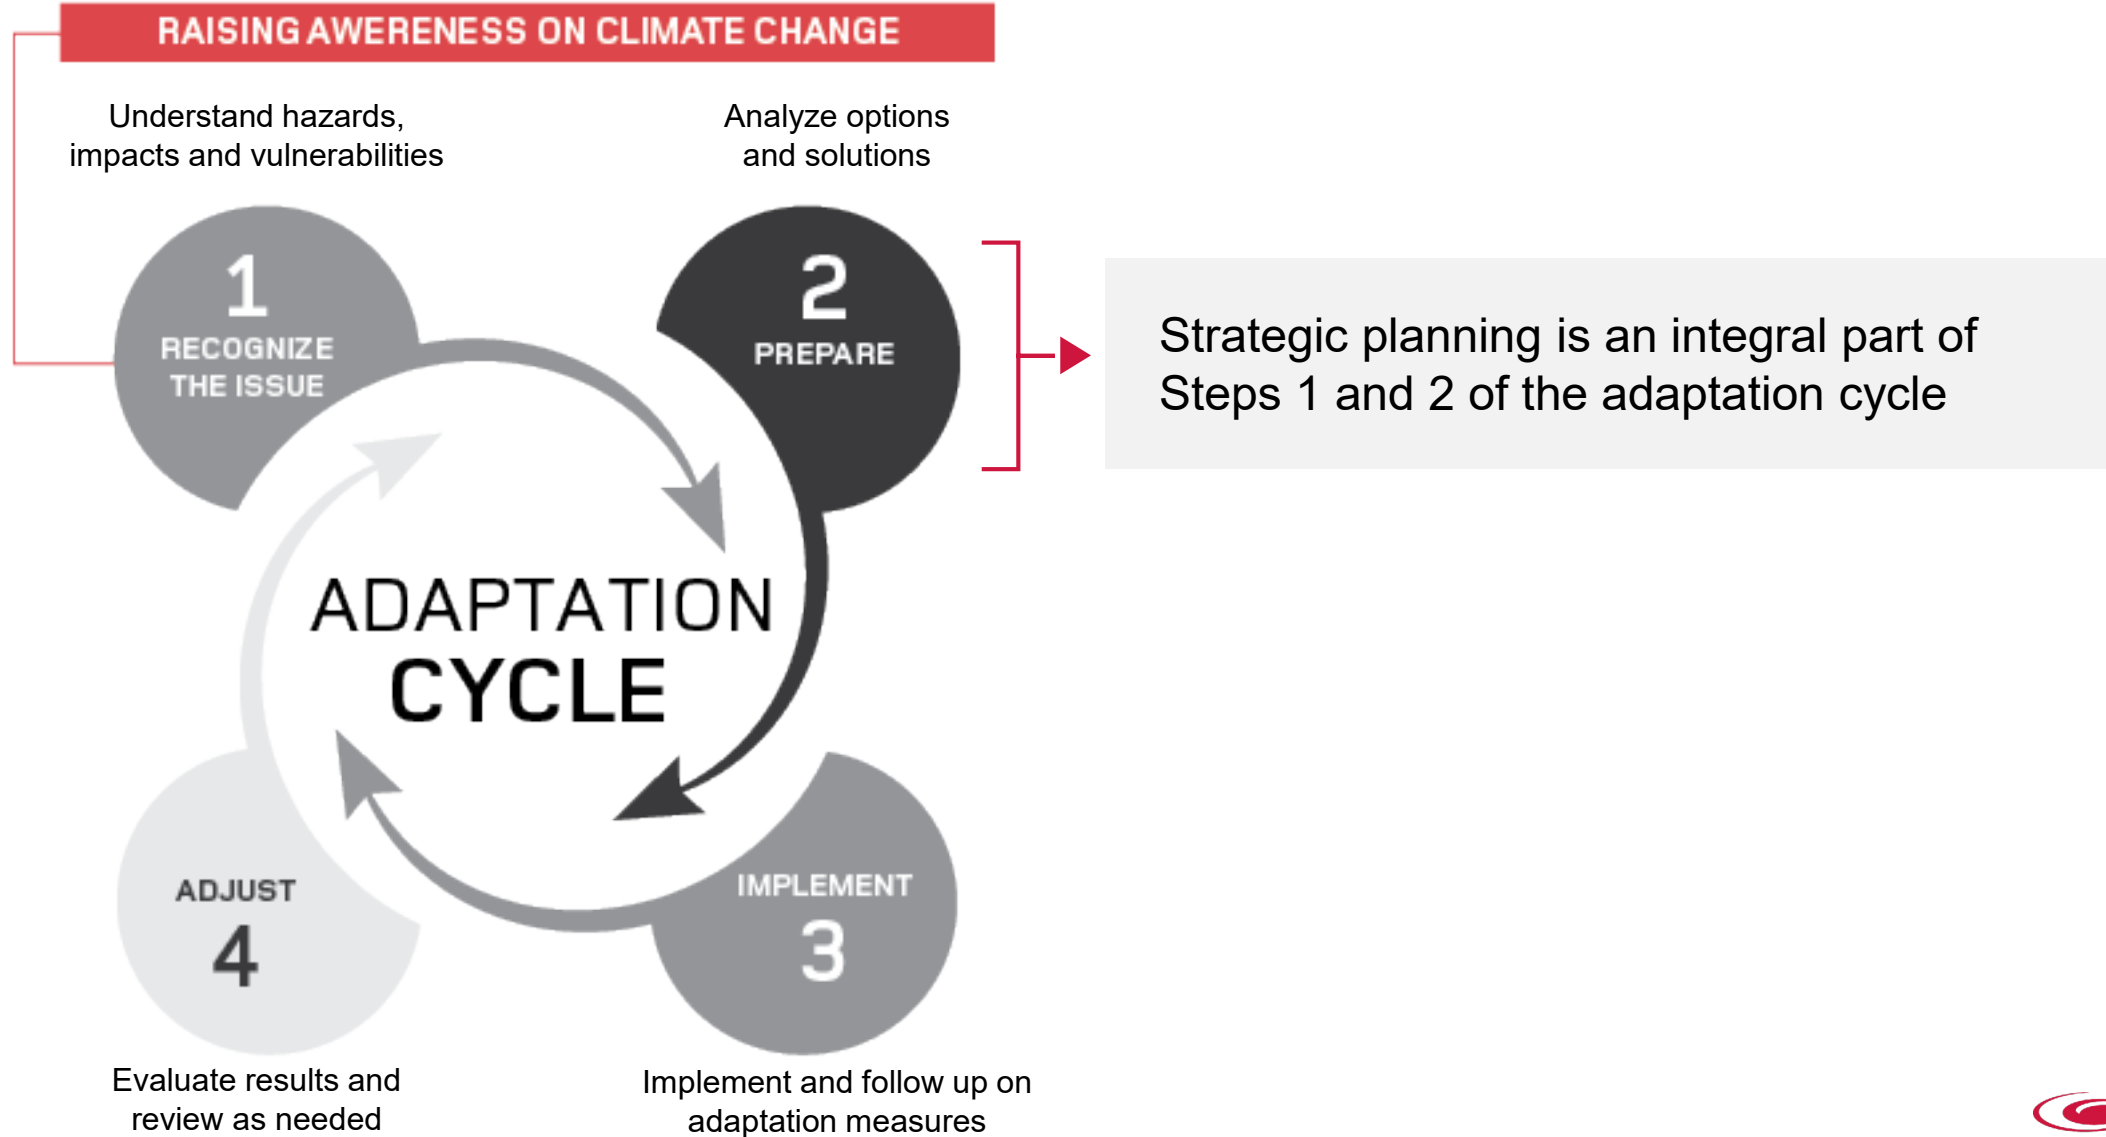 RAISING AWERENESS ON CLIMATE CHANGE
Understand hazards,
impacts and vulnerabilities
Analyze options
and solutions
1
RECOGNIZE
THE ISSUE
2
PREPARE
Strategic planning is an integral part of
Steps 1 and 2 of the adaptation cycle
ADAPTATION
CYCLE
ADJUST
4
IMPLEMENT
3
Evaluate results and
review as needed
Implement and follow up on
adaptation measures